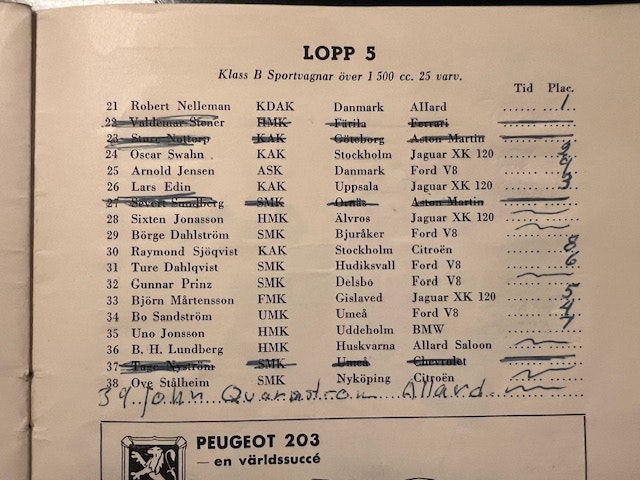 LOPP 5
Klass B Sportvagnar över 1 500 cc. 25 varv.
Tid Plac.
21 Robert Nelleman KDAK Danmark Allard 1
22 Valdemar Stener HMK Färila Ferrari
23 Sture Nottorp KAK Göteborg Aston Martin
24 Oscar Swahn KAK Stockholm Jaguar XK 120
25 Arnold Jensen ASK Danmark Ford V8
26 Lars Edin KAK Uppsala Jaguar XK 120 3
27 Sundberg SMK Ornäs Aston Martin
28 Sixten Jonasson HMK Älvros Jaguar XK 120
29 Börge Dahlström SMK Bjuråker Ford V8
30 Raymond Sjöqvist KAK Stockholm Citroën 8
31 Ture Dahlqvist SMK Hudiksvall Ford V8 6
32 Gunnar Prinz SMK Delsbo Ford V8
33 Björn Mårtensson FMK Gislaved Jaguar XK 120 5
34 Bo Sandström UMK Umeå Ford V8 4
35 Uno Jonsson HMK Uddeholm BMW 7
36 B. H. Lundberg HMK Huskvarna Allard Saloon
37 Tage Nyström SMK Umeå Chevrolet
38 Ove Stålheim SMK Nyköping Citroën
39 John Allard
PEUGEOT 203
— en världssuccé